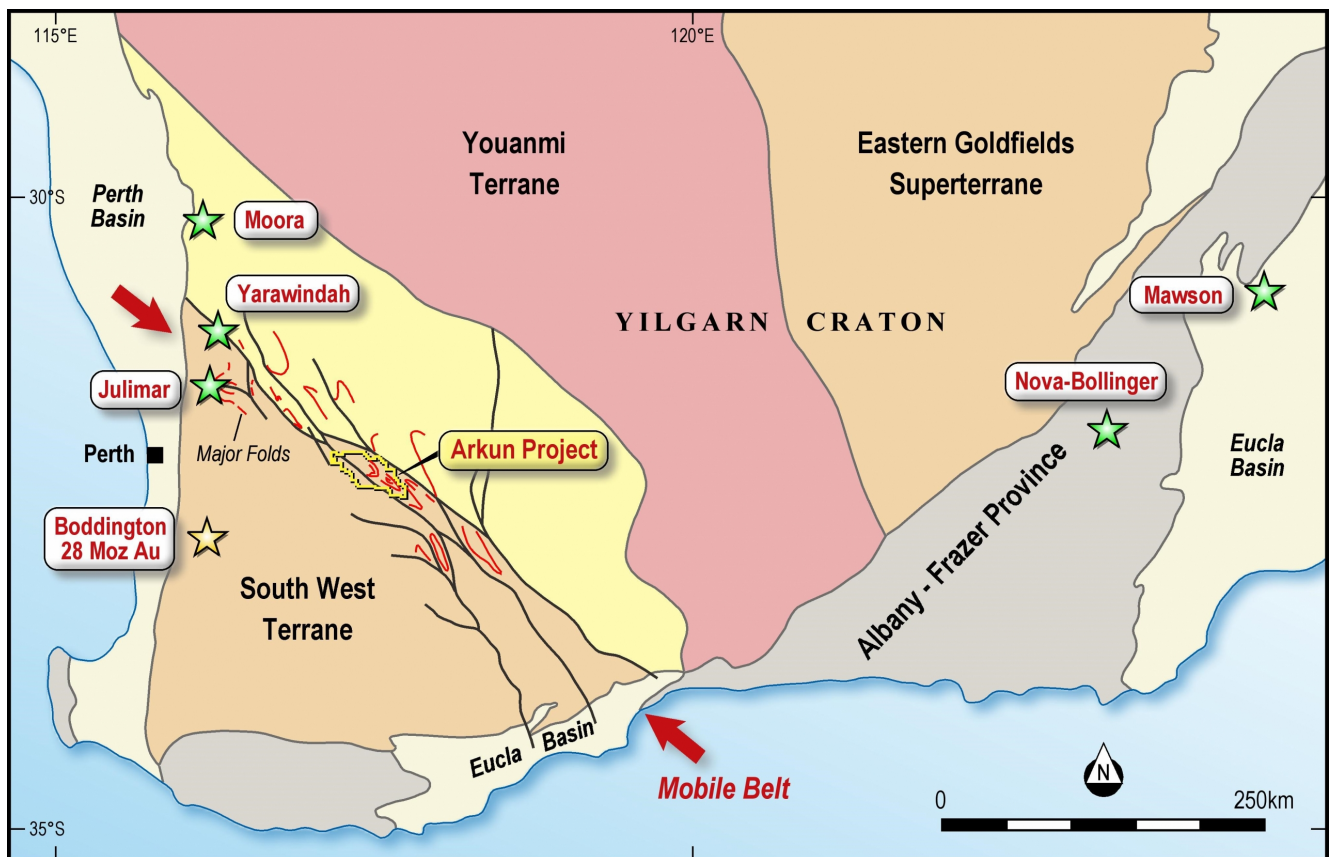 115°E
120°E
Youanmi
Terrane
Eastern Goldfields
Superterrane
Perth
Basin
30°S
Moora
Yarawindah
Mawson
YILGARN CRATON
Julimar
Nova-Bollinger
Major Folds
Perth
Arkun Project
Eucla
Basin
Boddington
28 Moz Au
South West
Terrane
Albany - Frazer Province
Eucla Basin
Mobile Belt
N
0 250km
35°S